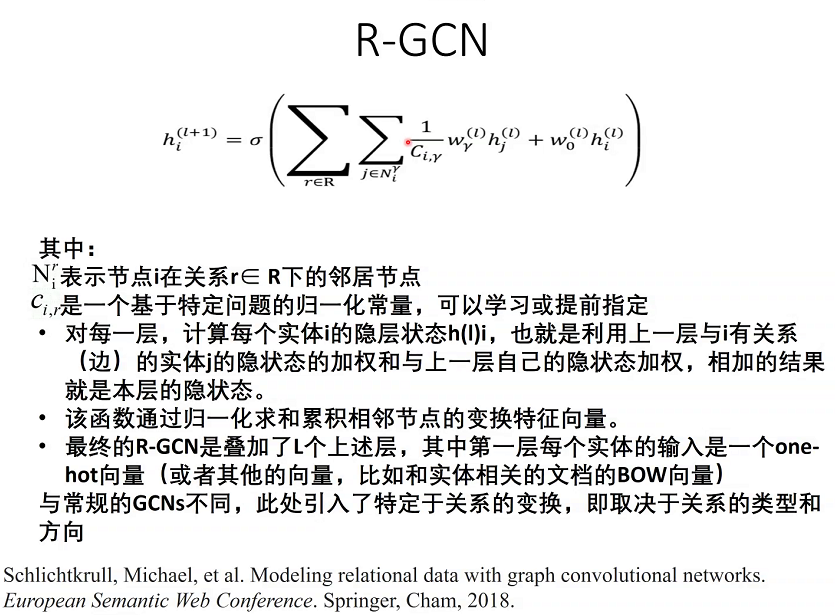 R-GCN
h_i^{(l+1)} = σ( ∑_{r∈R} ∑_{j∈N_i^γ} \frac{1}{C_{i,γ}} w_γ^{(l)} h_j^{(l)} + w_0^{(l)} h_i^{(l)} )
其中：
N_i^r表示节点i在关系r∈ R下的邻居节点
c_{i,r}是一个基于特定问题的归一化常量，可以学习或提前指定
• 对每一层，计算每个实体i的隐层状态h(l)i，也就是利用上一层与i有关系
（边）的实体j的隐状态的加权和与上一层自己的隐状态加权，相加的结果
就是本层的隐状态。
• 该函数通过归一化求和累积相邻节点的变换特征向量。
• 最终的R-GCN是叠加了L个上述层，其中第一层每个实体的输入是一个one-
hot向量（或者其他的向量，比如和实体相关的文档的BOW向量）
与常规的GCNs不同，此处引入了特定于关系的变换，即取决于关系的类型和
方向
Schlichtkrull, Michael, et al. Modeling relational data with graph convolutional networks.
European Semantic Web Conference. Springer, Cham, 2018.